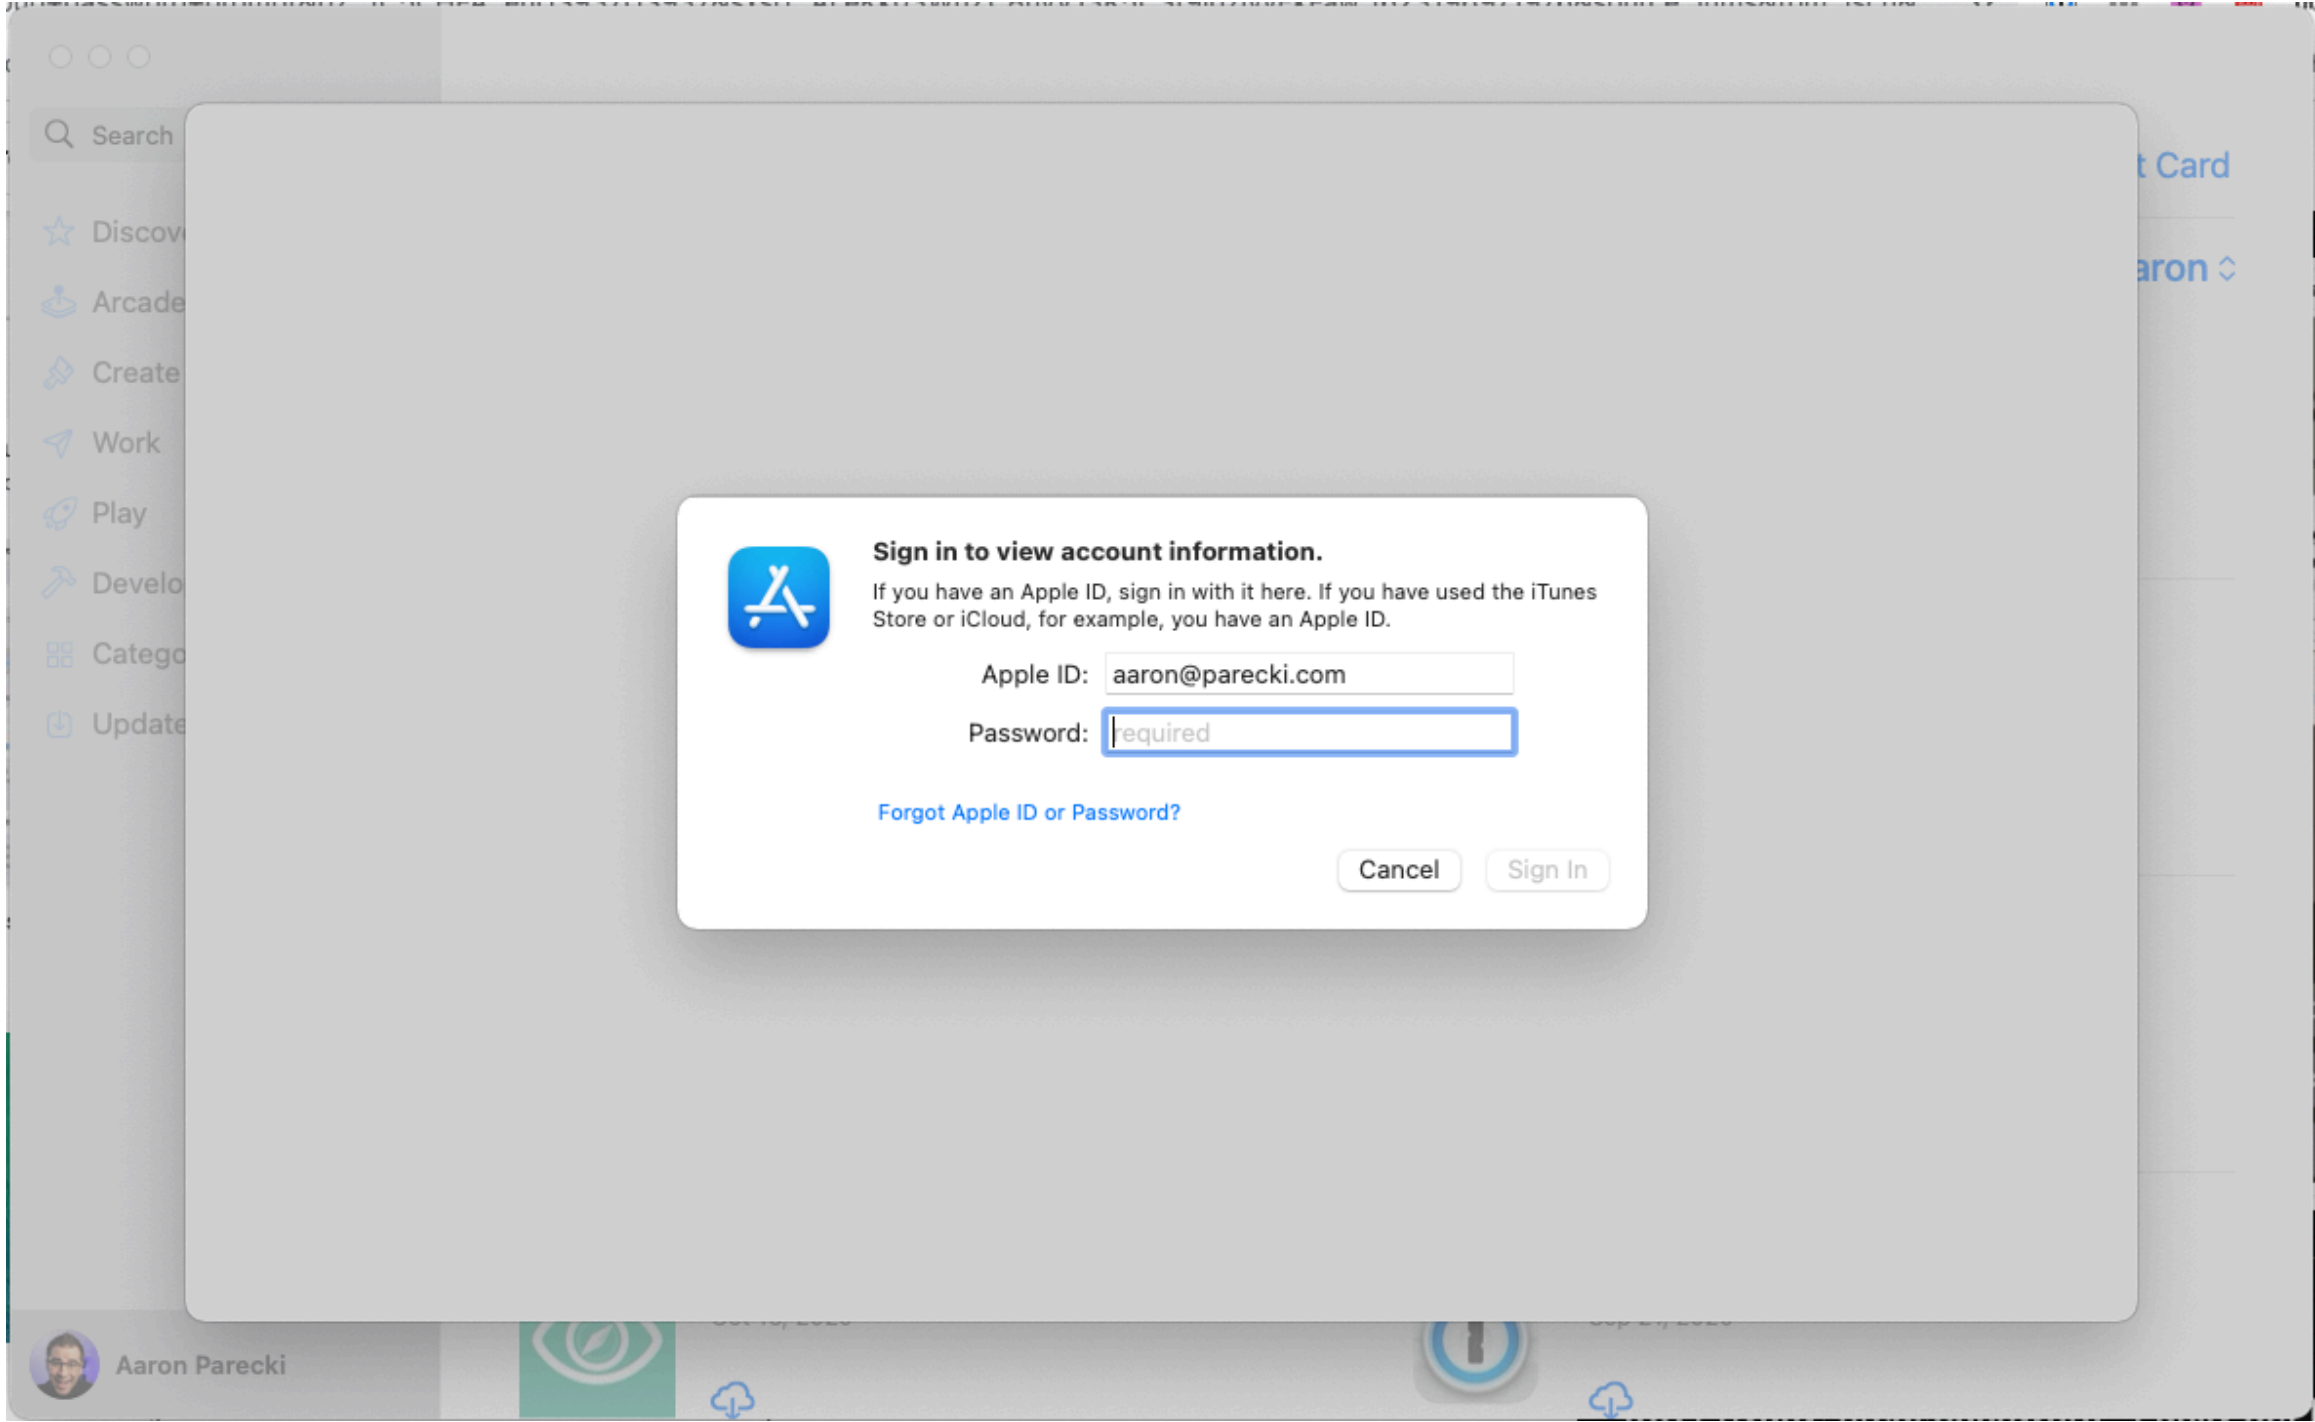 Search
t Card
Discov
aron
Arcade
Create
Work
Play
Develo
Catego
Update
Sign in to view account information.
If you have an Apple ID, sign in with it here. If you have used the iTunes
Store or iCloud, for example, you have an Apple ID.
Apple ID: aaron@parecki.com
Password: required
Forgot Apple ID or Password?
Cancel Sign In
Aaron Parecki